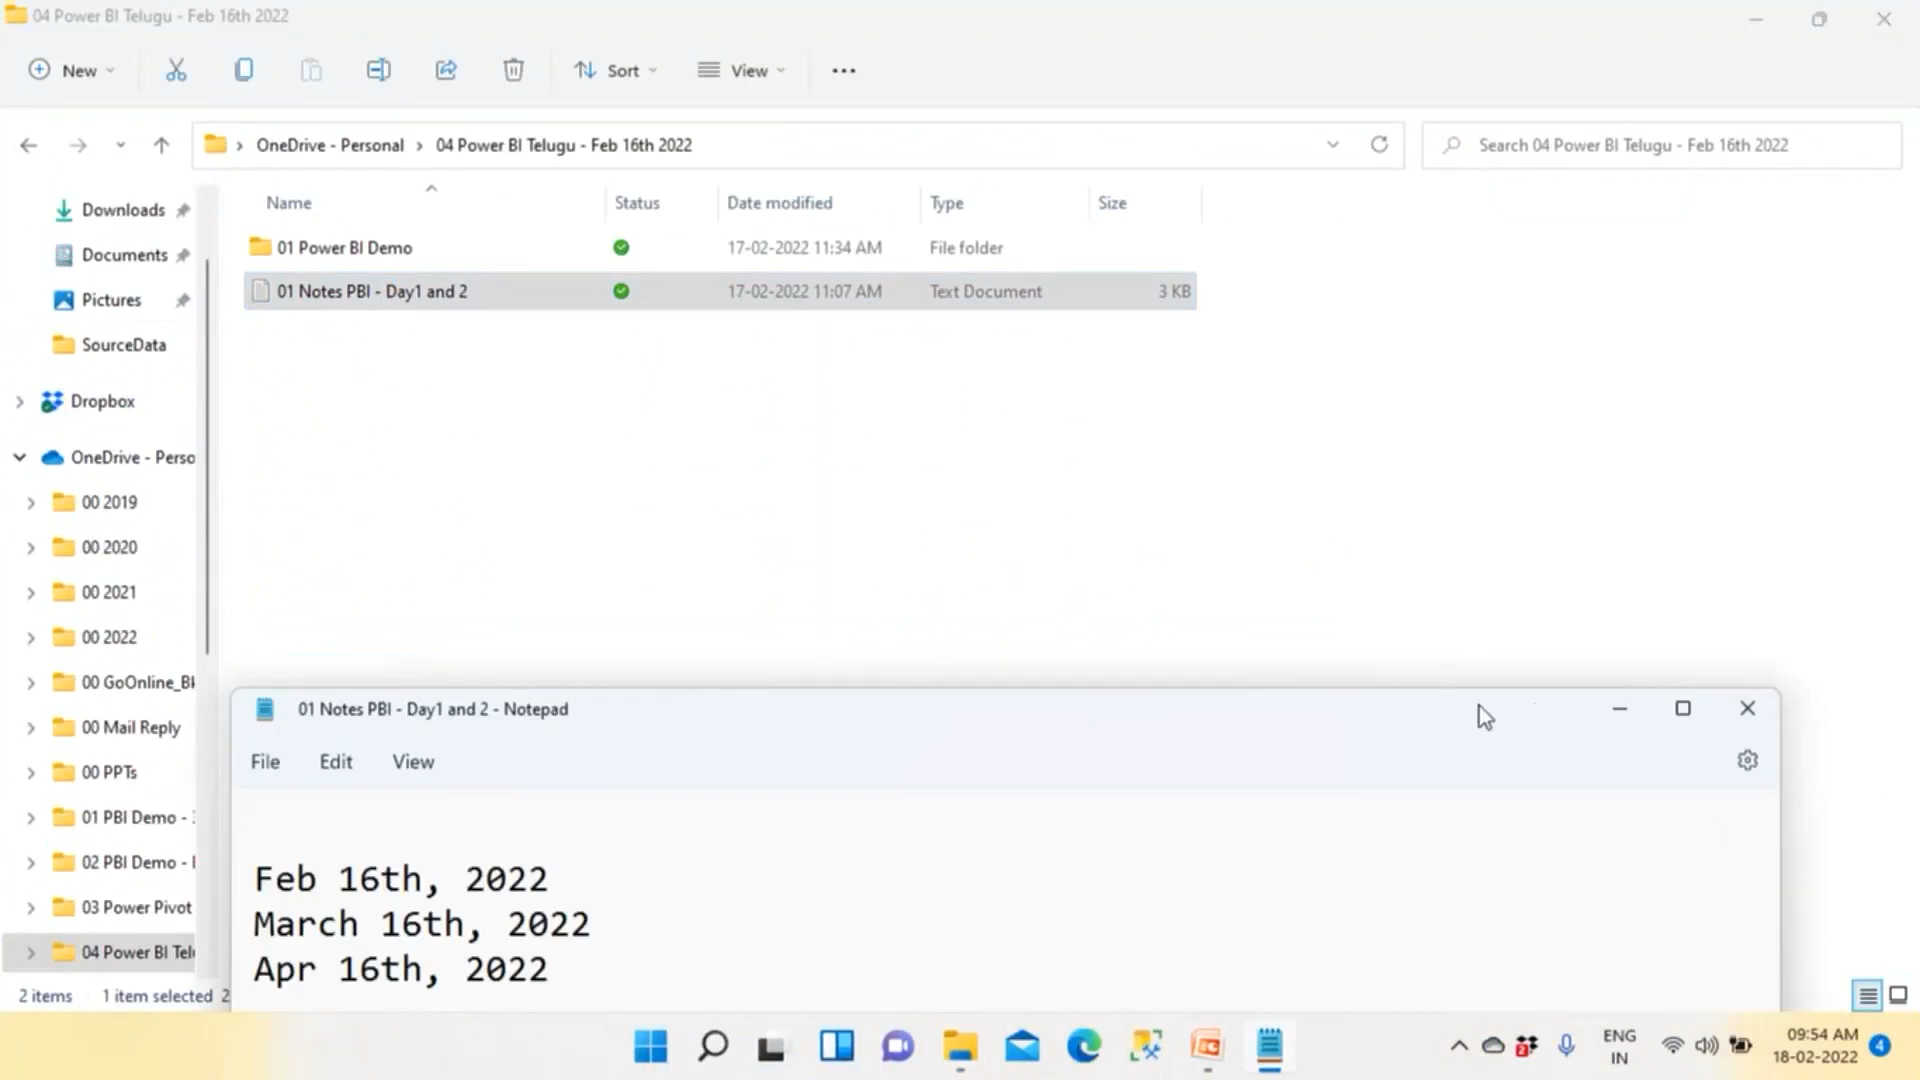 04 Power BI Telugu - Feb 16th 2022
New
Sort
View
OneDrive - Personal > 04 Power BI Telugu - Feb 16th 2022
Search 04 Power BI Telugu - Feb 16th 2022
Name Status Date modified Type Size
01 Power BI Demo 17-02-2022 11:34 AM File folder
01 Notes PBI - Day1 and 2 17-02-2022 11:07 AM Text Document 3 KB
Downloads
Documents
Pictures
SourceData
Dropbox
OneDrive - Perso
00 2019
00 2020
00 2021
00 2022
00 GoOnline_Bk
00 Mail Reply
00 PPTs
01 PBI Demo -
02 PBI Demo -
03 Power Pivot
04 Power BI Tel
2 items 1 item selected 2
01 Notes PBI - Day1 and 2 - Notepad
File Edit View
Feb 16th, 2022
March 16th, 2022
Apr 16th, 2022
2
ENG
IN
09:54 AM
18-02-2022
4